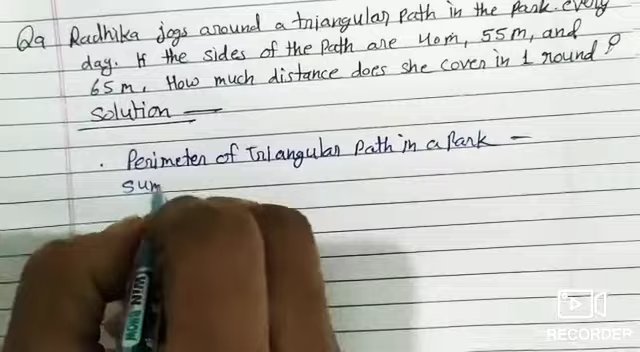 Q9 Radhika jogs around a triangular Path in the Park every
day. If the sides of the Path are 40m, 55m, and
65m. How much distance does she cover in 1 round?
Solution —
. Perimeter of Triangular Path in a Park –
sum
WIN
RECORDER